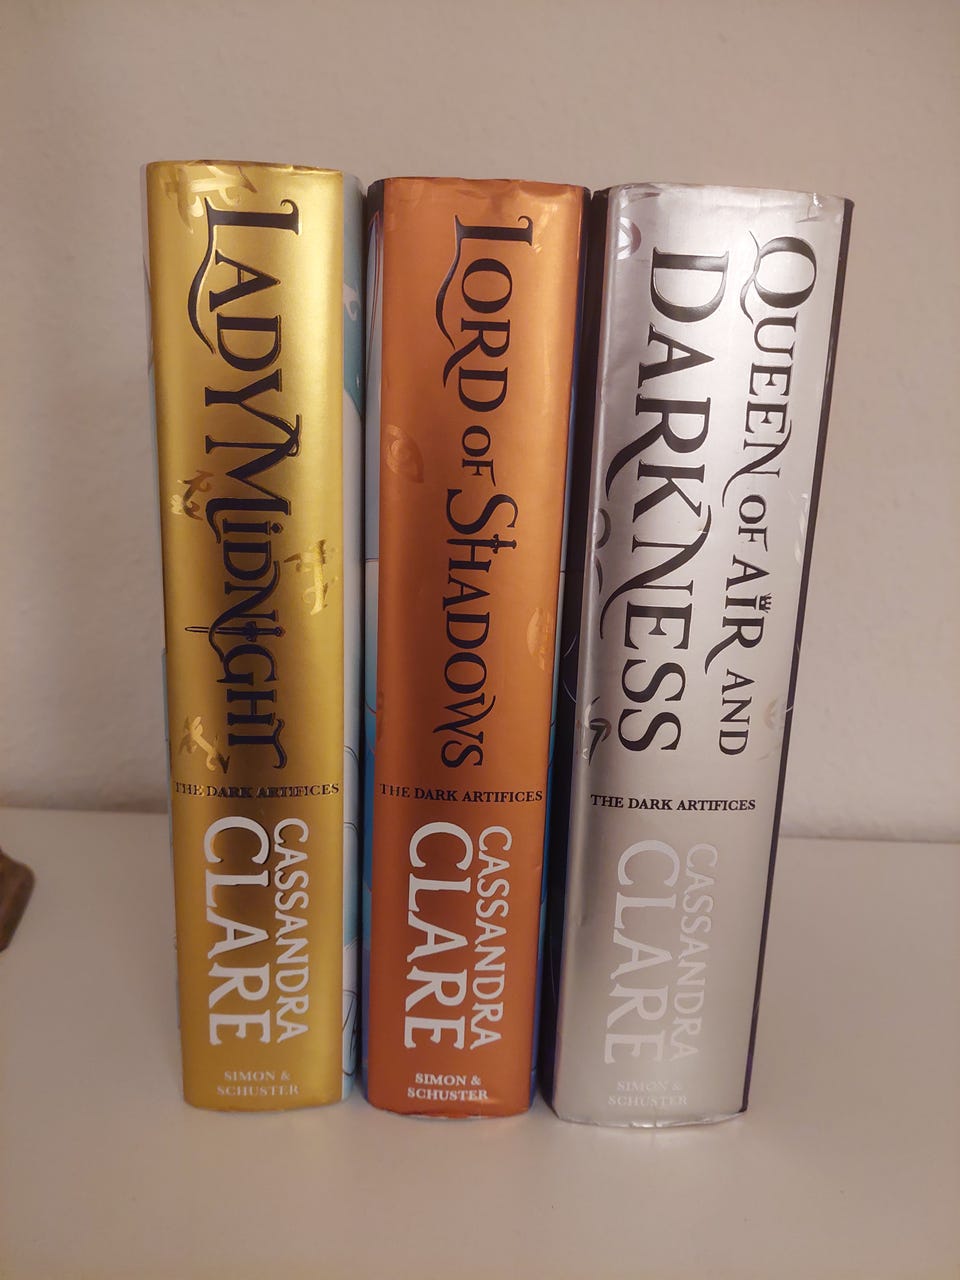 LADY MIDNIGHT
THE DARK ARTIFICES
CASSANDRA
CLARE
SIMON &
SCHUSTER
LORD OF SHADOWS
THE DARK ARTIFICES
CASSANDRA
CLARE
SIMON &
SCHUSTER
QUEEN OF AIR AND
DARKNESS
THE DARK ARTIFICES
CASSANDRA
CLARE
SIMON &
SCHUSTER